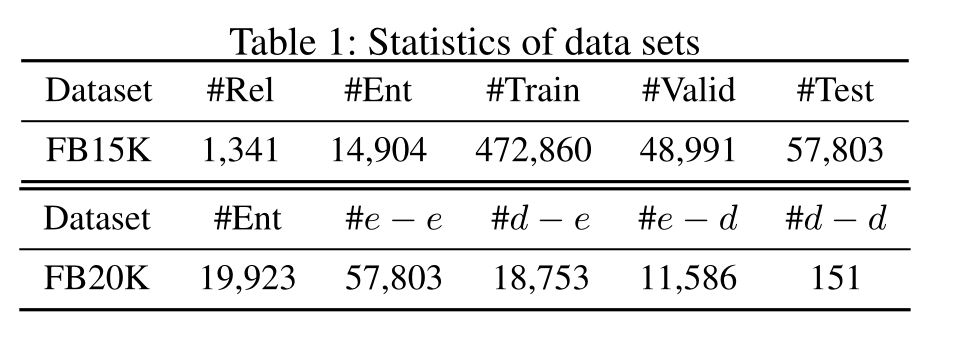 Table 1: Statistics of data sets
Dataset #Rel #Ent #Train #Valid #Test
FB15K 1,341 14,904 472,860 48,991 57,803
Dataset #Ent #e − e #d − e #e − d #d − d
FB20K 19,923 57,803 18,753 11,586 151